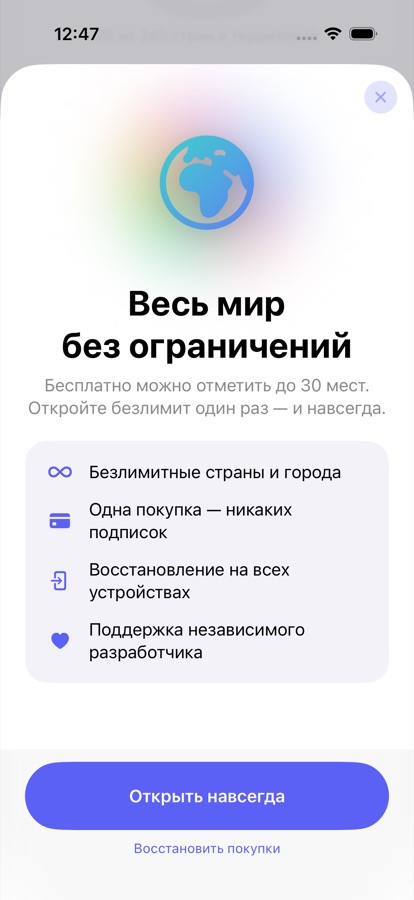 12:47
Весь мир
без ограничений
Бесплатно можно отметить до 30 мест.
Откройте безлимит один раз — и навсегда.
Безлимитные страны и города
Одна покупка — никаких
подписок
Восстановление на всех
устройствах
Поддержка независимого
разработчика
Открыть навсегда
Восстановить покупки